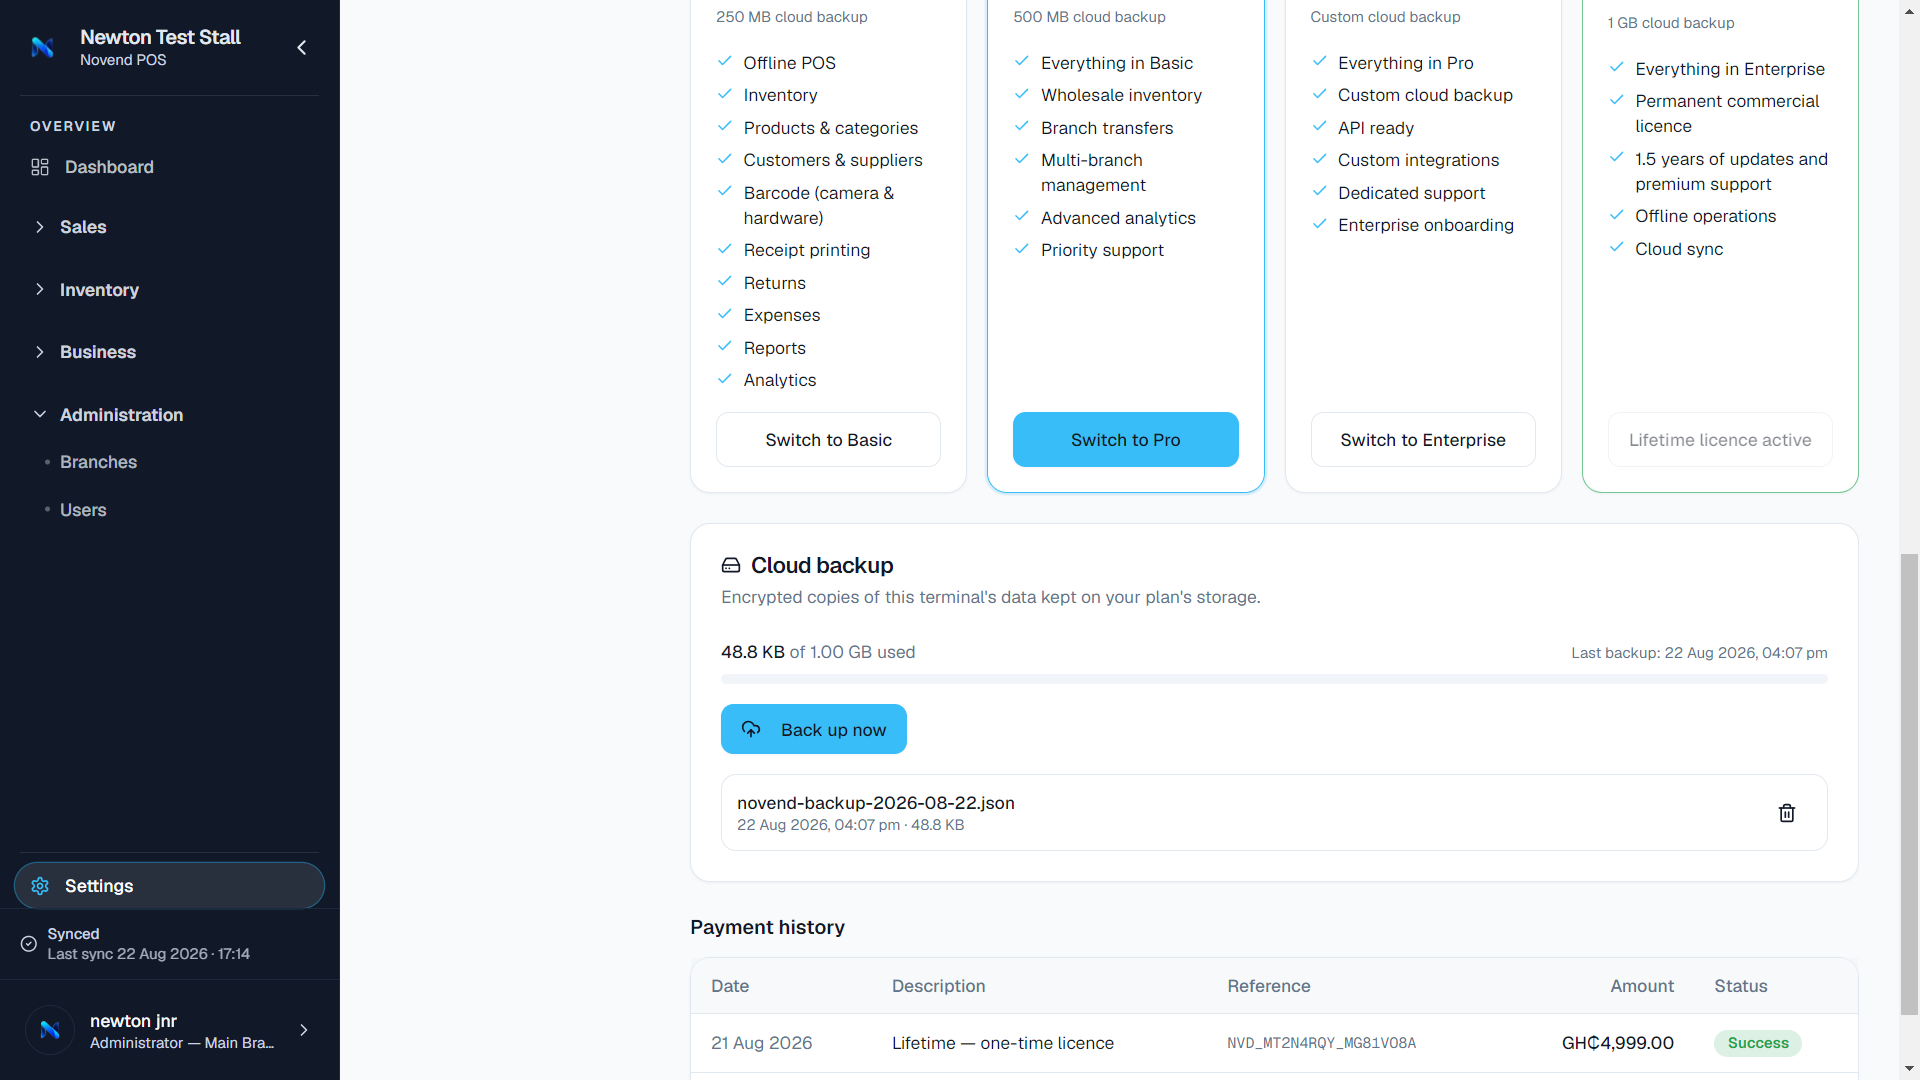 Newton Test Stall
Novend POS
OVERVIEW
Dashboard
Sales
Inventory
Business
Administration
Branches
Users
Settings
Synced
Last sync 22 Aug 2026 · 17:14
newton jnr
Administrator — Main Bra...
250 MB cloud backup
Offline POS
Inventory
Products & categories
Customers & suppliers
Barcode (camera &
hardware)
Receipt printing
Returns
Expenses
Reports
Analytics
Switch to Basic
500 MB cloud backup
Everything in Basic
Wholesale inventory
Branch transfers
Multi-branch
management
Advanced analytics
Priority support
Switch to Pro
Custom cloud backup
Everything in Pro
Custom cloud backup
API ready
Custom integrations
Dedicated support
Enterprise onboarding
Switch to Enterprise
1 GB cloud backup
Everything in Enterprise
Permanent commercial
licence
1.5 years of updates and
premium support
Offline operations
Cloud sync
Lifetime licence active
Cloud backup
Encrypted copies of this terminal's data kept on your plan's storage.
48.8 KB of 1.00 GB used
Last backup: 22 Aug 2026, 04:07 pm
Back up now
novend-backup-2026-08-22.json
22 Aug 2026, 04:07 pm · 48.8 KB
Payment history
Date Description Reference Amount Status
21 Aug 2026 Lifetime — one-time licence NVD_MT2N4RQY_MG81VO8A GH₵4,999.00 Success